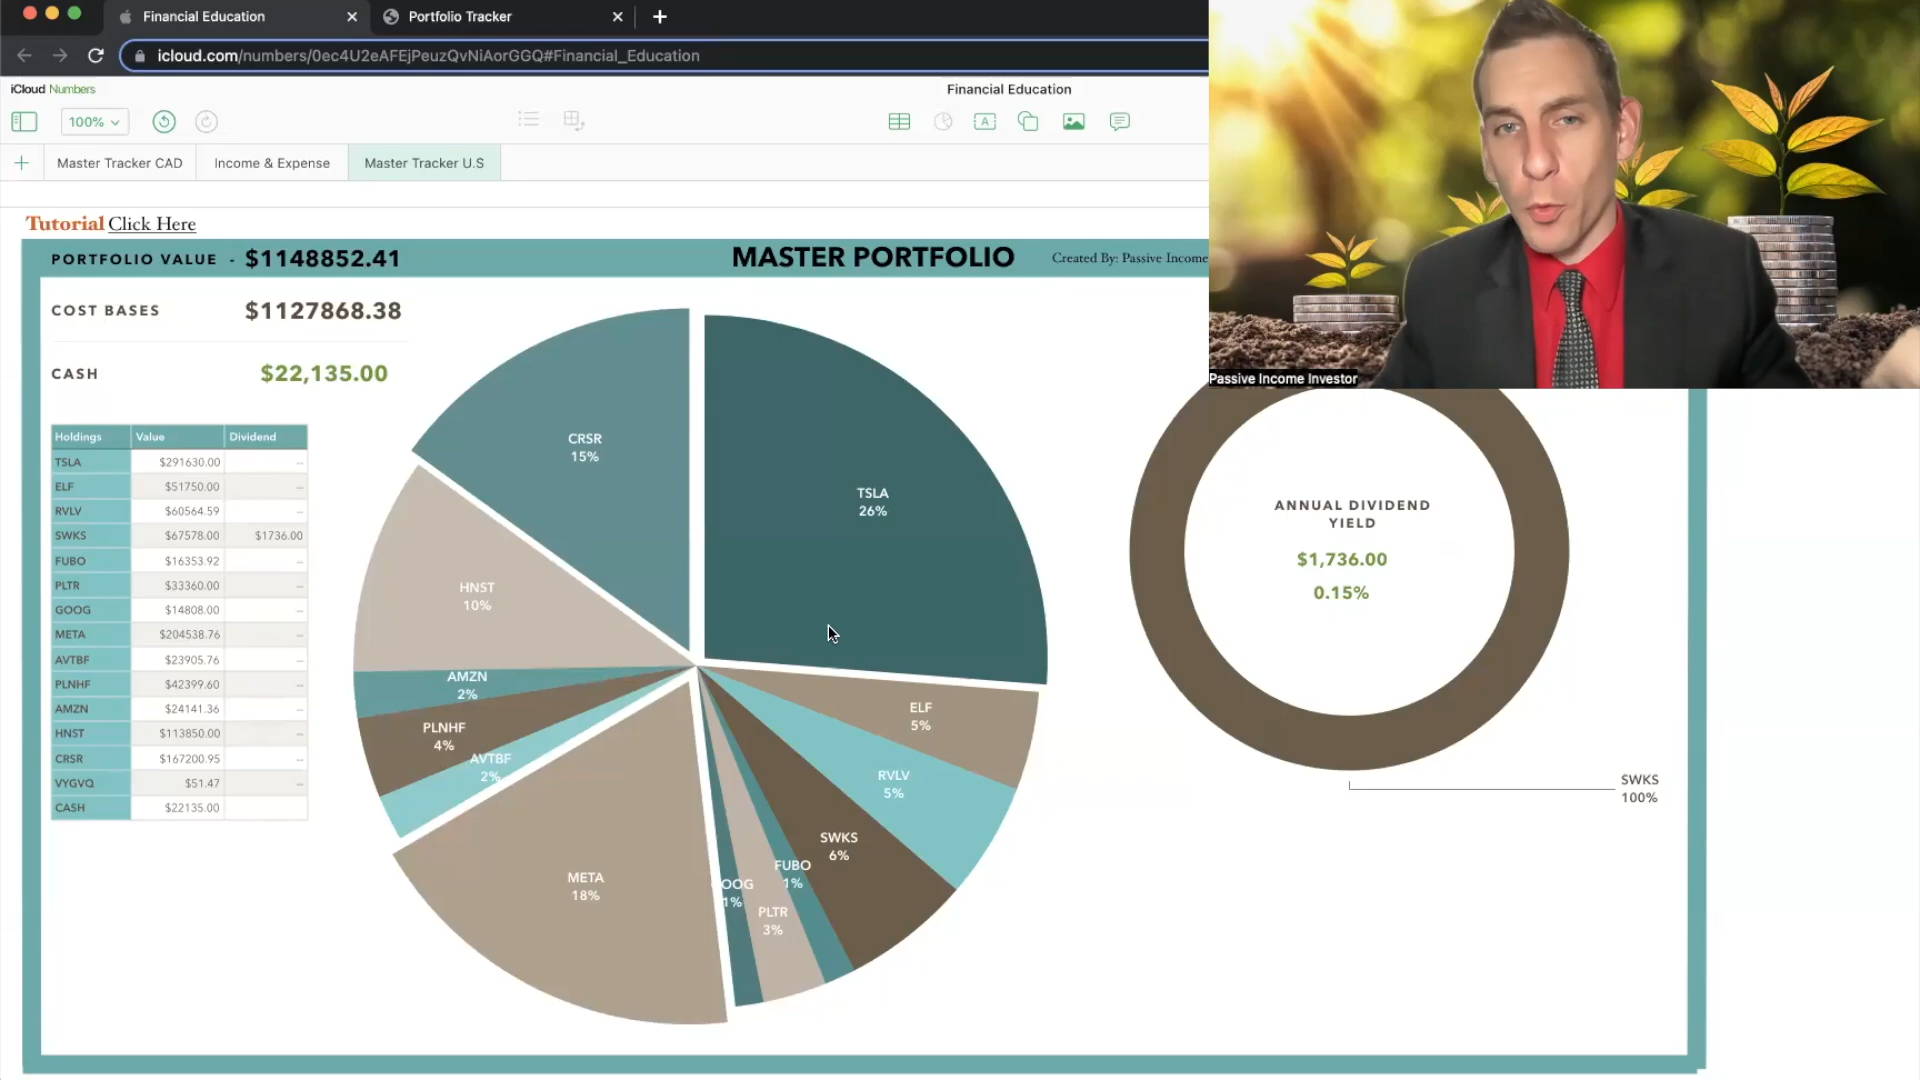 Financial Education
Portfolio Tracker
icloud.com/numbers/0ec4U2eAFEjPeuzQvNiAorGGQ#Financial_Education
iCloud Numbers
Financial Education
100%
Master Tracker CAD
Income & Expense
Master Tracker U.S
Tutorial Click Here
PORTFOLIO VALUE - $1148852.41
MASTER PORTFOLIO
Created By: Passive Income
COST BASES $1127868.38
CASH $22,135.00
Passive Income Investor
Holdings Value Dividend
TSLA $291630.00 --
ELF $51750.00 --
RVLV $60564.59 --
SWKS $67578.00 $1736.00
FUBO $16353.92 --
PLTR $33360.00 --
GOOG $14808.00 --
META $204538.76 --
AVTBF $23905.76 --
PLNHF $42399.60 --
AMZN $24141.36 --
HNST $113850.00 --
CRSR $167200.95 --
VYGVQ $51.47 --
CASH $22135.00
CRSR
15%
TSLA
26%
HNST
10%
AMZN
2%
PLNHF
4%
AVTBF
2%
META
18%
OOG
1%
PLTR
3%
FUBO
1%
SWKS
6%
RVLV
5%
ELF
5%
ANNUAL DIVIDEND
YIELD
$1,736.00
0.15%
SWKS
100%